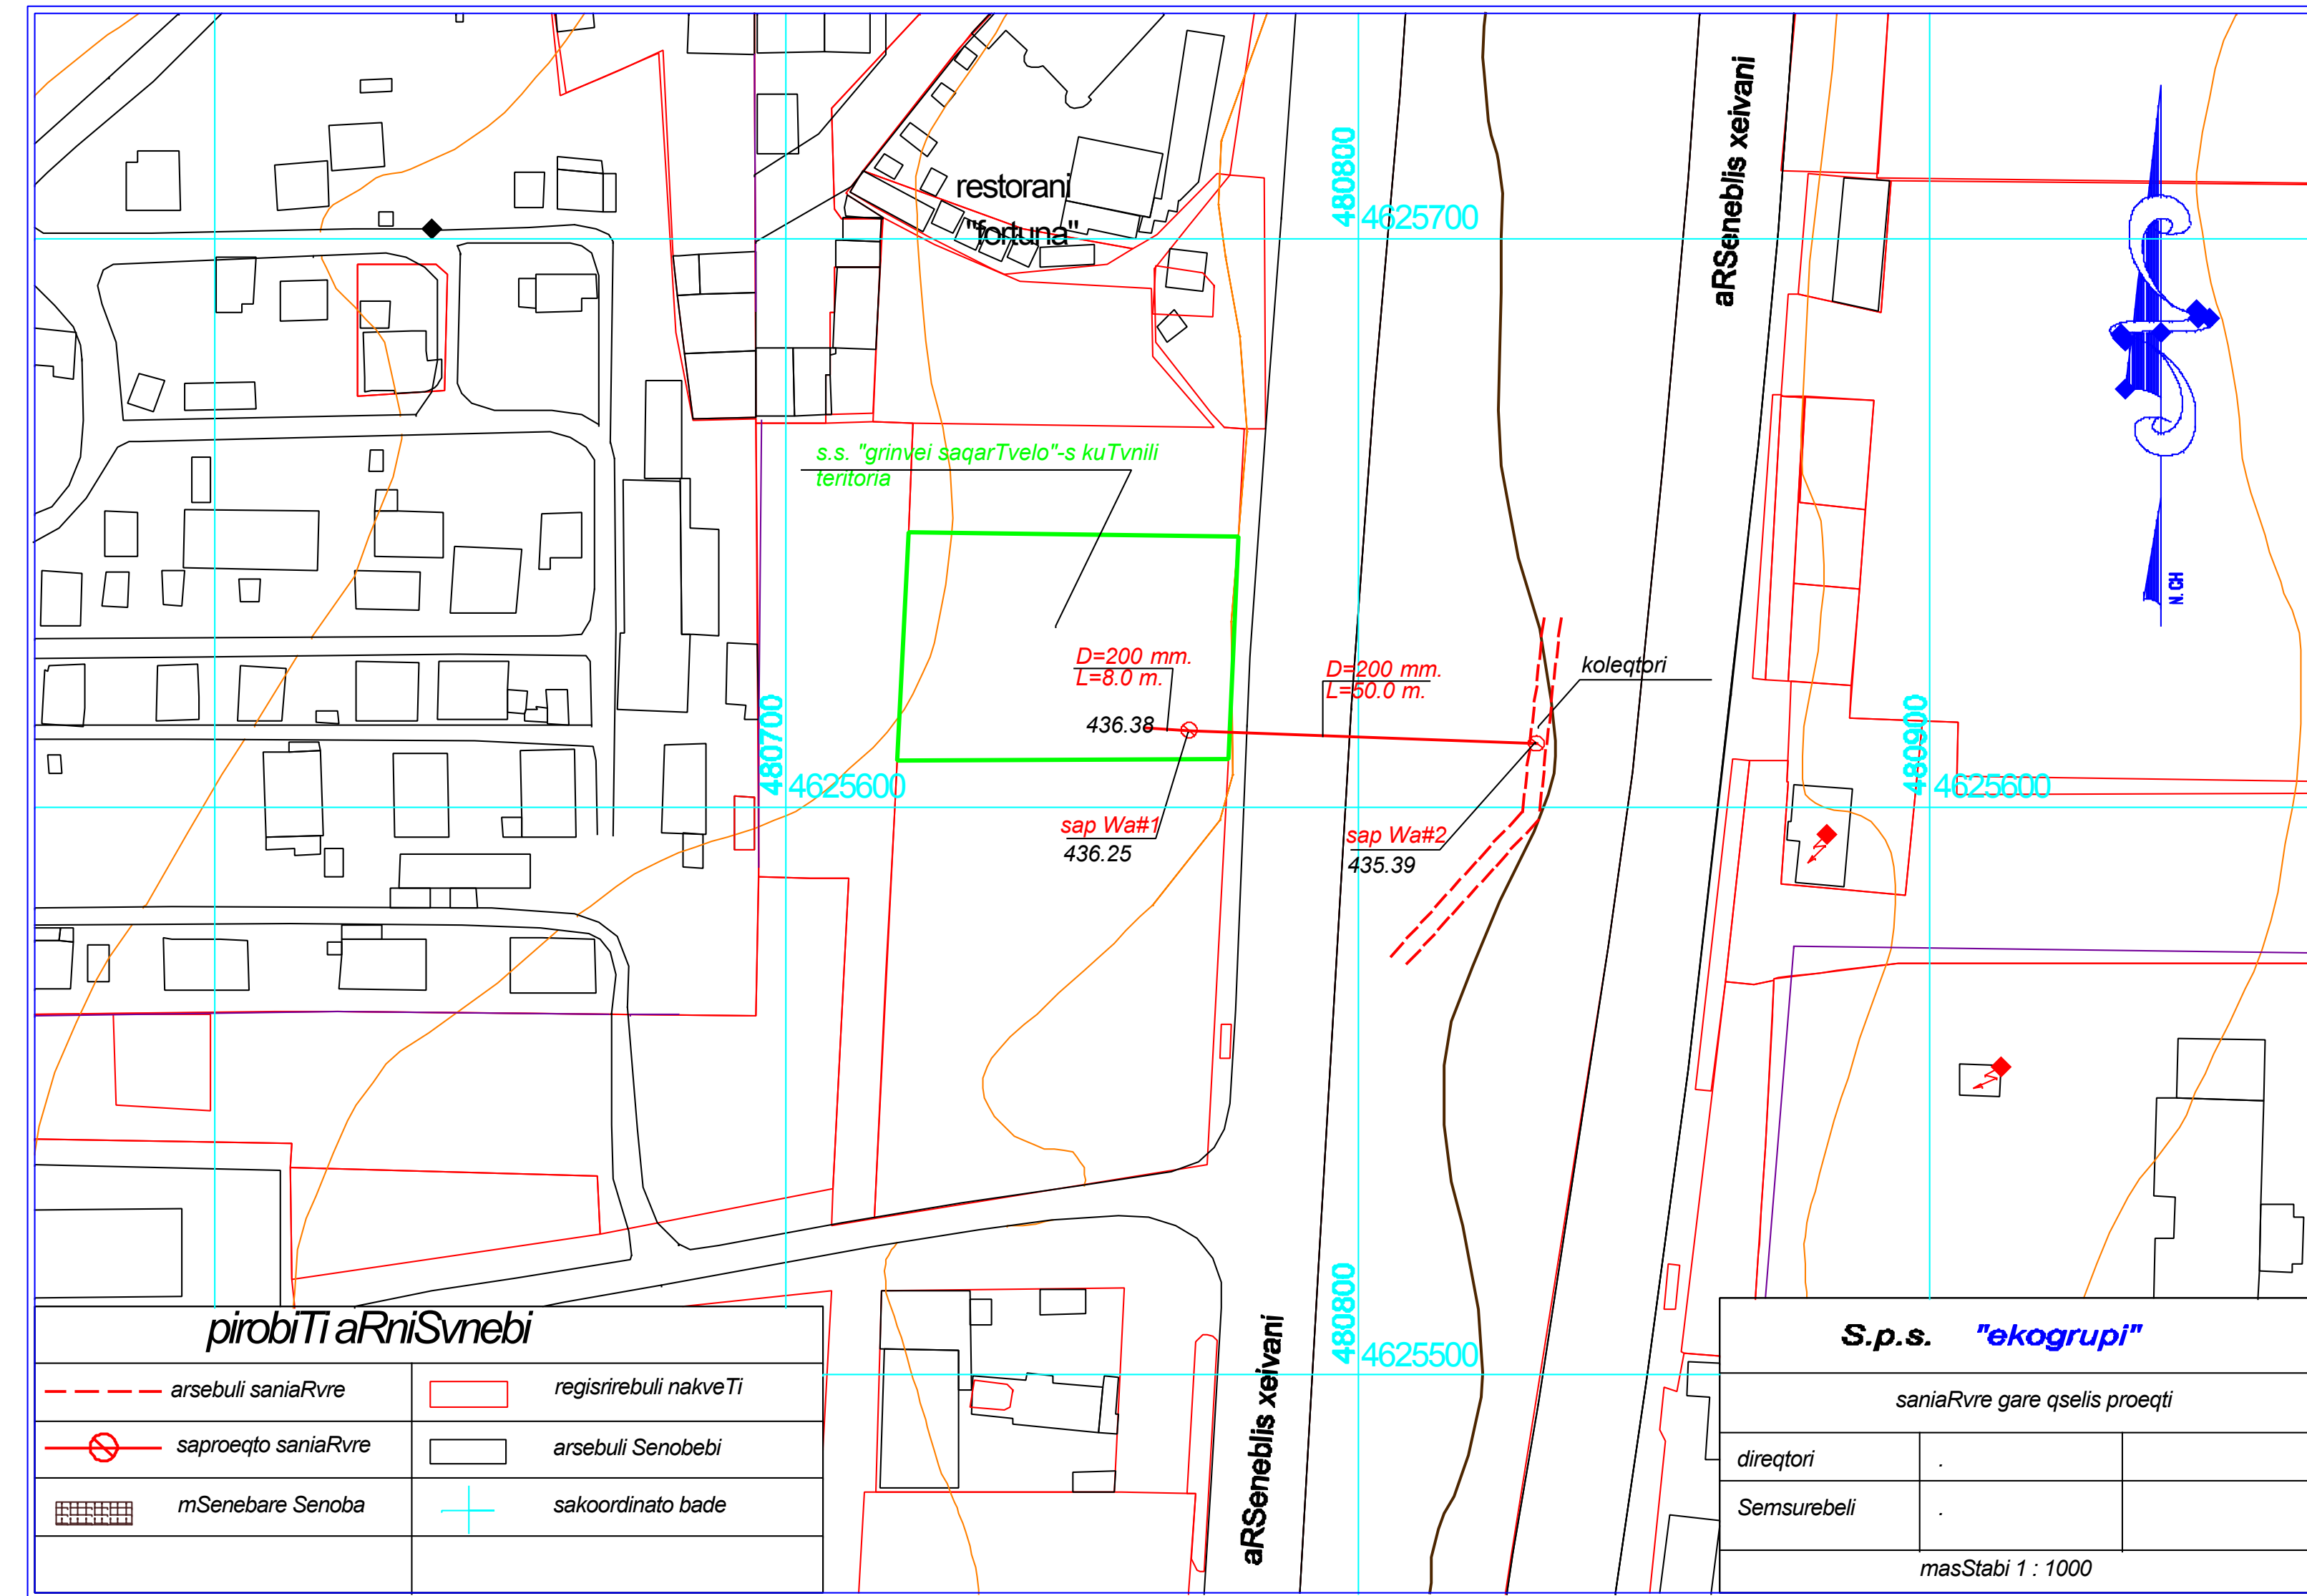 restorani
"fortuna"
480800
4625700
aRSeneblis xeivani
N. CH
s.s. "grinvei saqarTvelo"-s kuTvnili
teritoria
D=200 mm.
L=8.0 m.
D=200 mm.
L=50.0 m.
koleqtori
436.38
480700
4625600
480900
4625600
sap Wa#1
436.25
sap Wa#2
435.39
480800
4625500
aRSeneblis xeivani
pirobiTi aRniSvnebi
arsebuli saniaRvre
regisrirebuli nakveTi
saproeqto saniaRvre
arsebuli Senobebi
mSenebare Senoba
sakoordinato bade
S.p.s. "ekogrupi"
saniaRvre gare qselis proeqti
direqtori .
Semsurebeli .
masStabi 1 : 1000